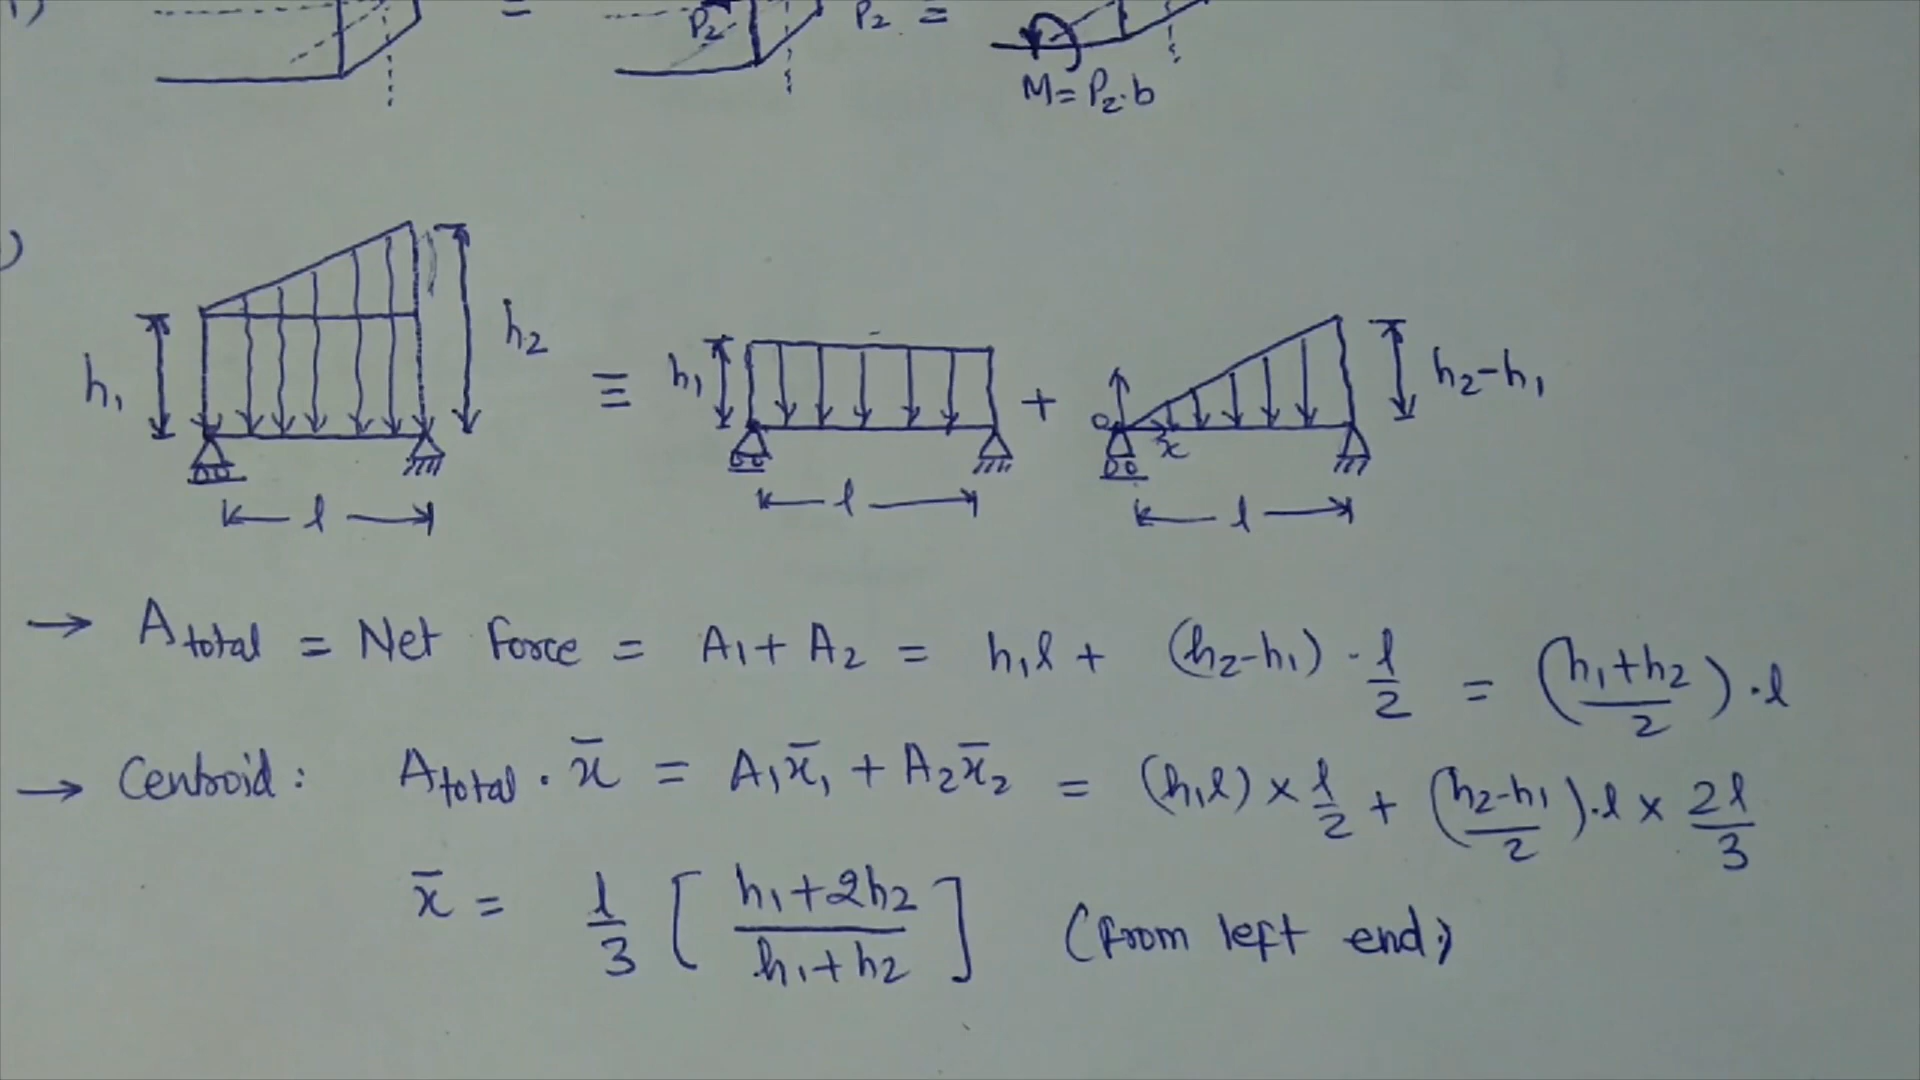 P₂ = P₂ =
M = P₂·b
h₁ h₂ ≡ h₁ + h₂-h₁
o x
l l l
→ A total = Net Force = A₁ + A₂ = h₁l + (h₂-h₁)·l/2 = (h₁+h₂/2)·l
→ Centroid: A total · x̄ = A₁x̄₁ + A₂x̄₂ = (h₁l) × l/2 + (h₂-h₁/2)·l × 2l/3
x̄ = l/3 [h₁+2h₂/h₁+h₂] (from left end)